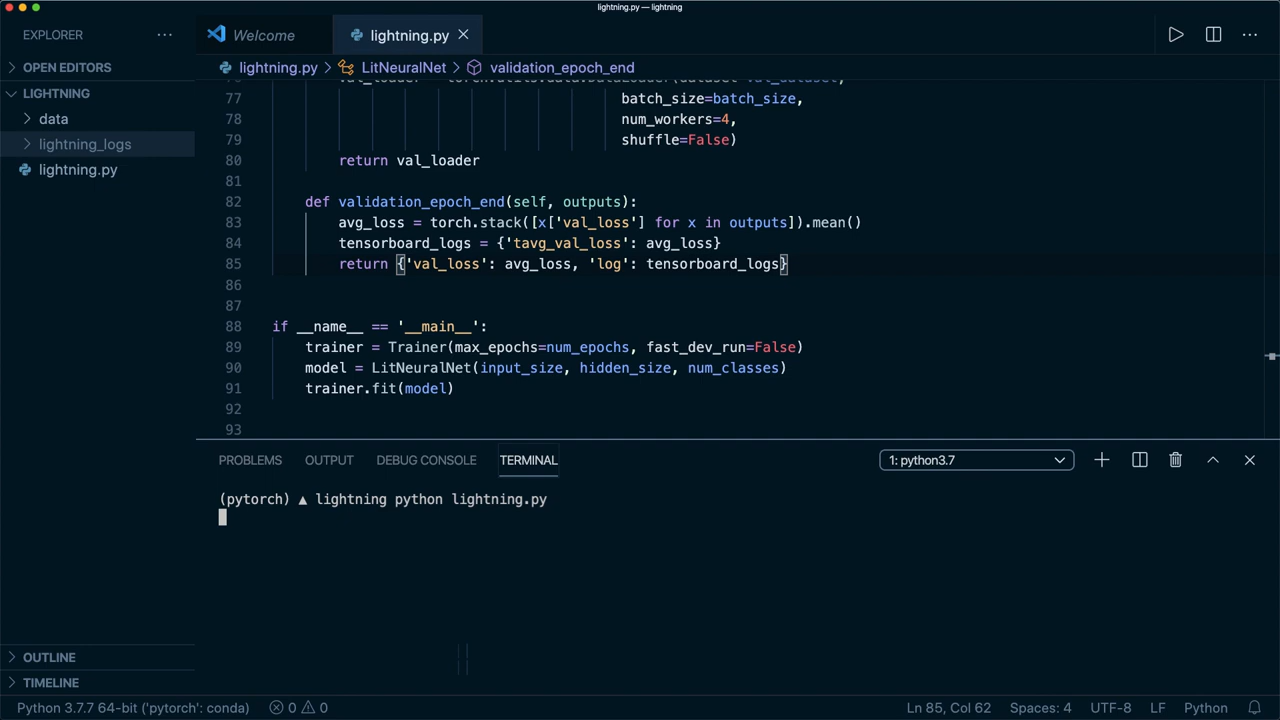 lightning.py — lightning
EXPLORER ...
Welcome
lightning.py
OPEN EDITORS
LIGHTNING
data
lightning_logs
lightning.py
lightning.py > LitNeuralNet > validation_epoch_end
77 batch_size=batch_size,
78 num_workers=4,
79 shuffle=False)
80 return val_loader
81
82 def validation_epoch_end(self, outputs):
83 avg_loss = torch.stack([x['val_loss'] for x in outputs]).mean()
84 tensorboard_logs = {'tavg_val_loss': avg_loss}
85 return {'val_loss': avg_loss, 'log': tensorboard_logs}
86
87
88 if __name__ == '__main__':
89 trainer = Trainer(max_epochs=num_epochs, fast_dev_run=False)
90 model = LitNeuralNet(input_size, hidden_size, num_classes)
91 trainer.fit(model)
92
93
PROBLEMS OUTPUT DEBUG CONSOLE TERMINAL 1: python3.7
(pytorch) ▲ lightning python lightning.py
OUTLINE
TIMELINE
Python 3.7.7 64-bit ('pytorch': conda) 0 0 Ln 85, Col 62 Spaces: 4 UTF-8 LF Python